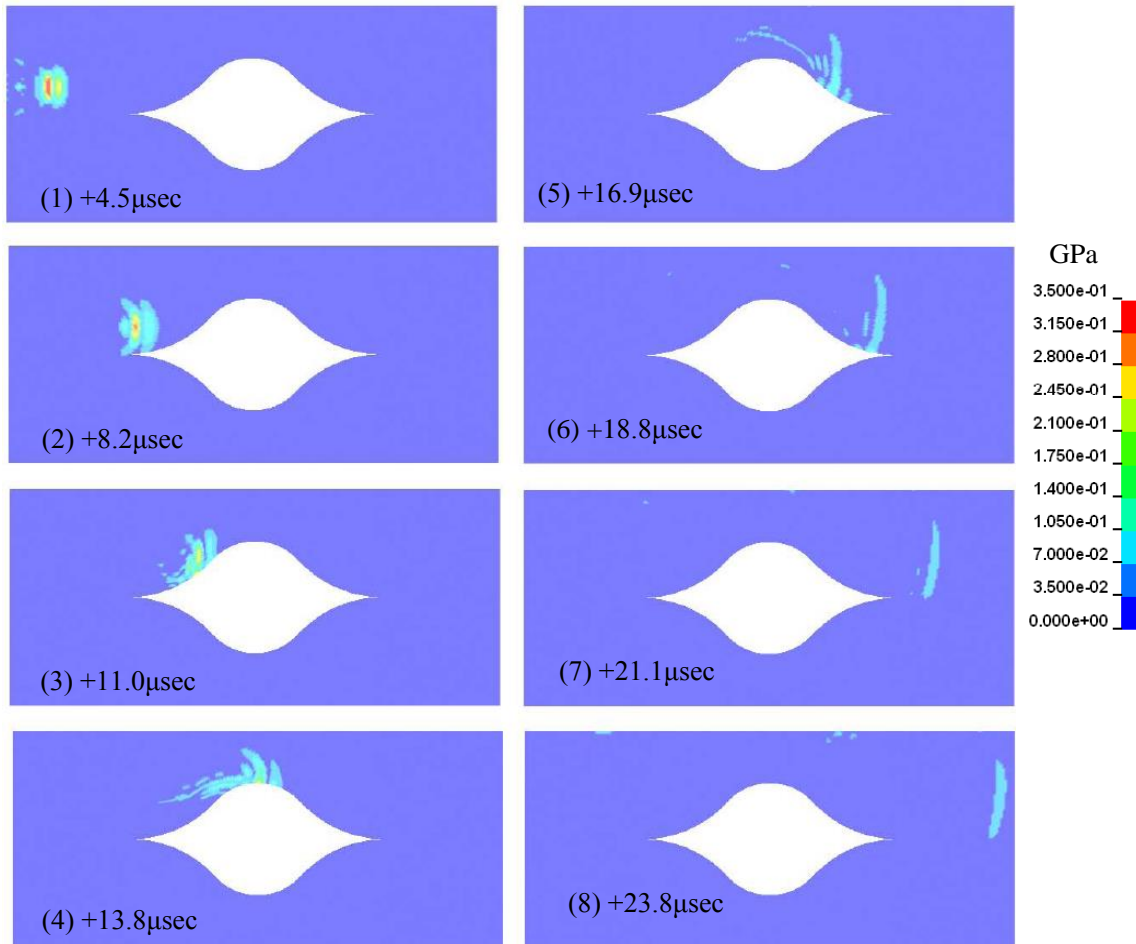 (1) +4.5μsec
(2) +8.2μsec
(3) +11.0μsec
(4) +13.8μsec
(5) +16.9μsec
(6) +18.8μsec
(7) +21.1μsec
(8) +23.8μsec
GPa
3.500e-01
3.150e-01
2.800e-01
2.450e-01
2.100e-01
1.750e-01
1.400e-01
1.050e-01
7.000e-02
3.500e-02
0.000e+00